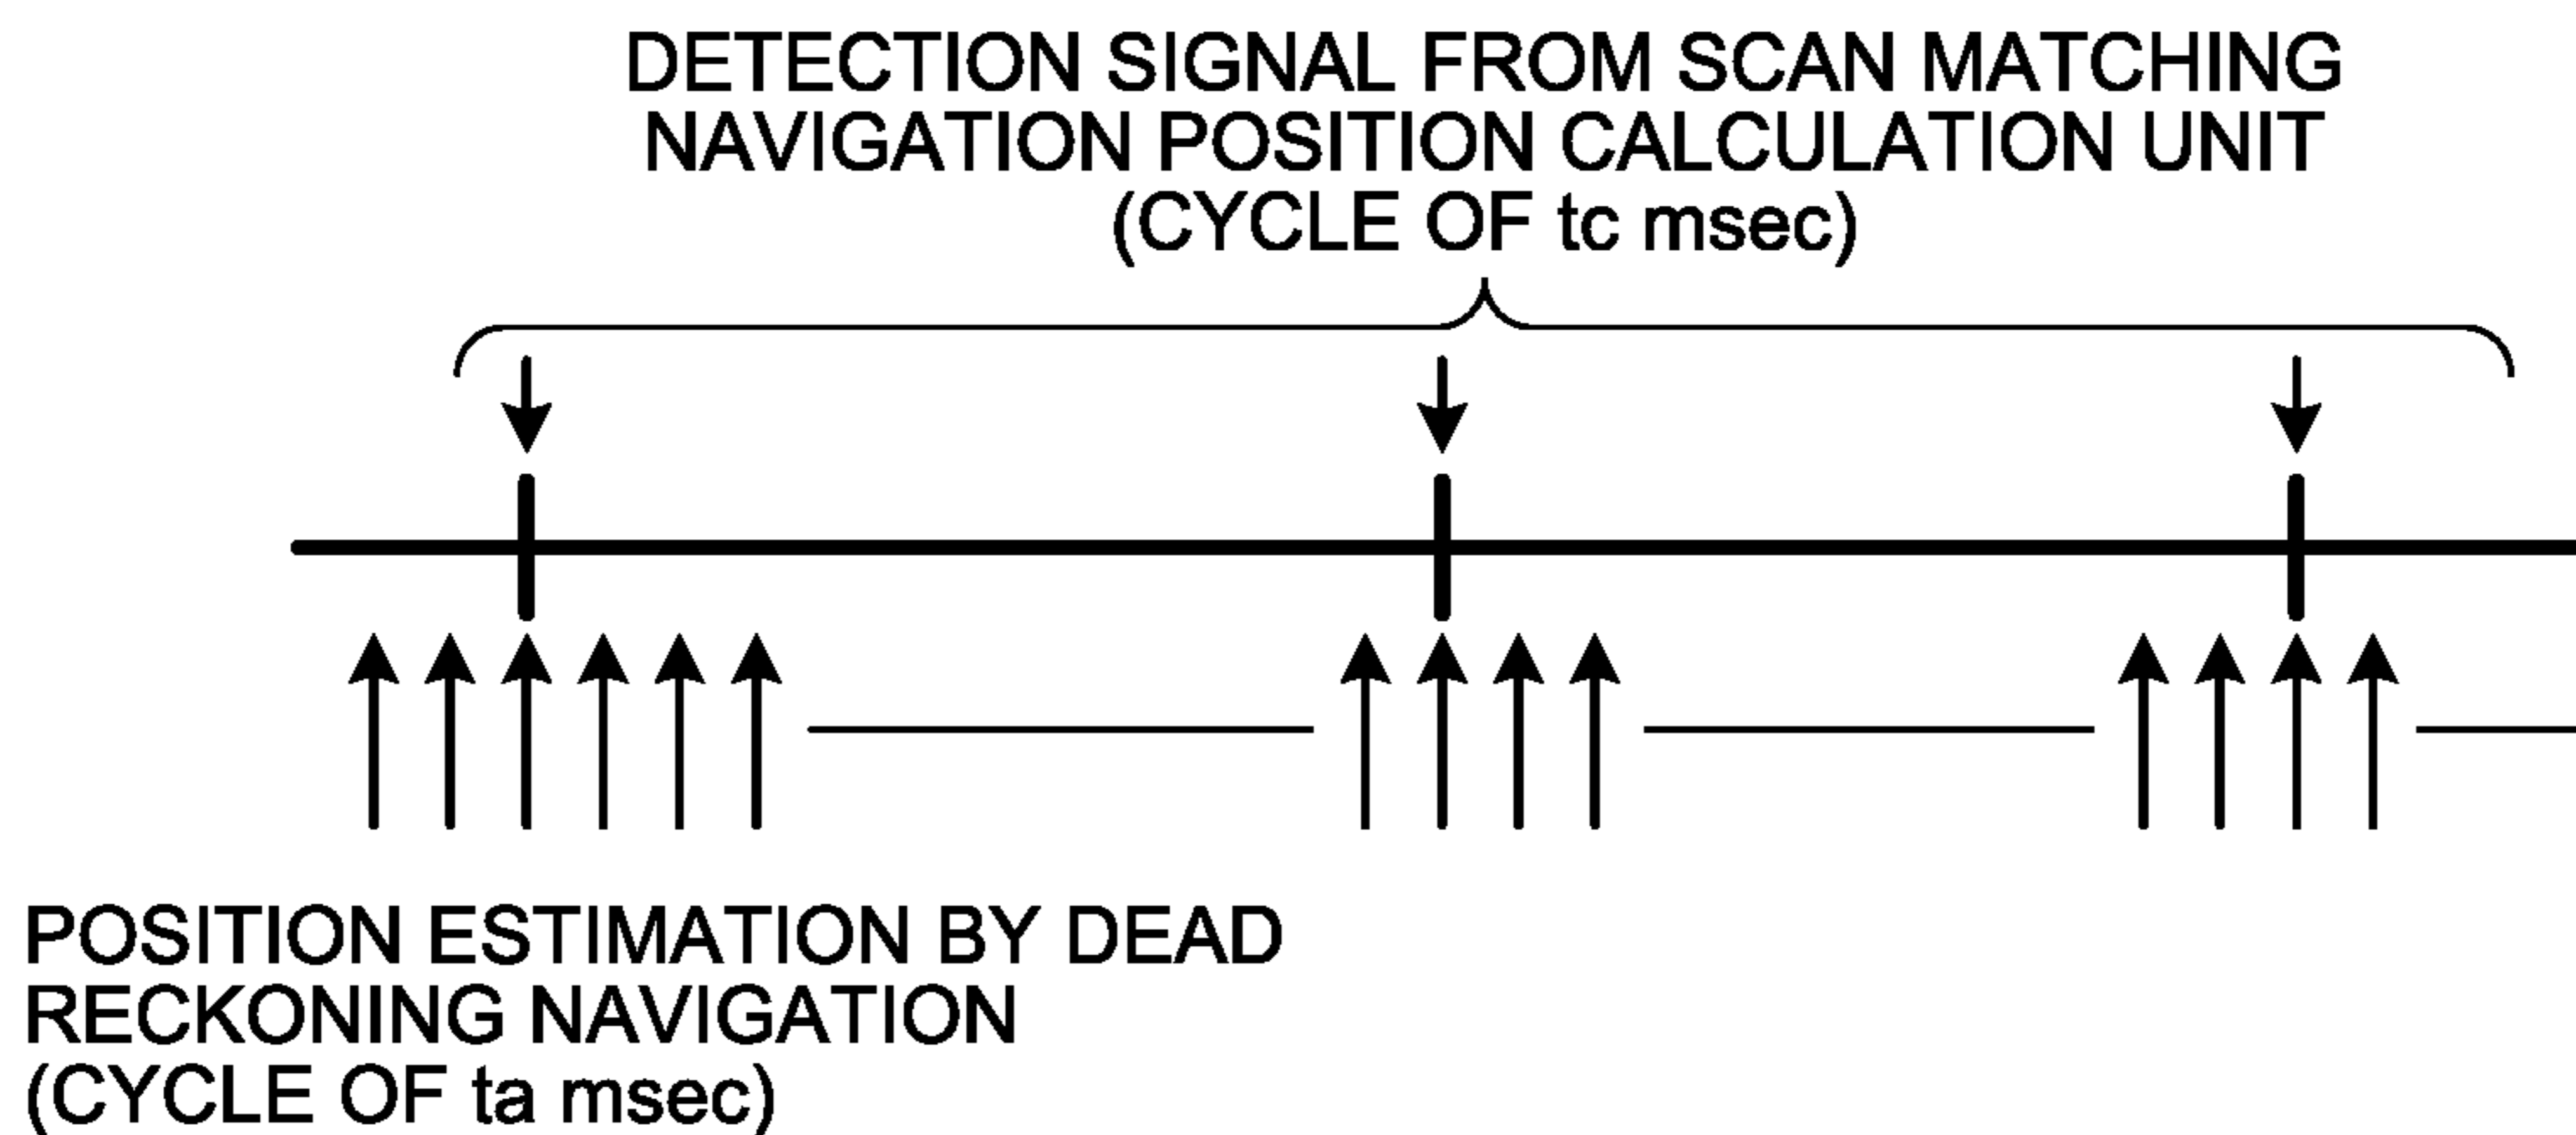 DETECTION SIGNAL FROM SCAN MATCHING
NAVIGATION POSITION CALCULATION UNIT
(CYCLE OF tc msec)
POSITION ESTIMATION BY DEAD
RECKONING NAVIGATION
(CYCLE OF ta msec)